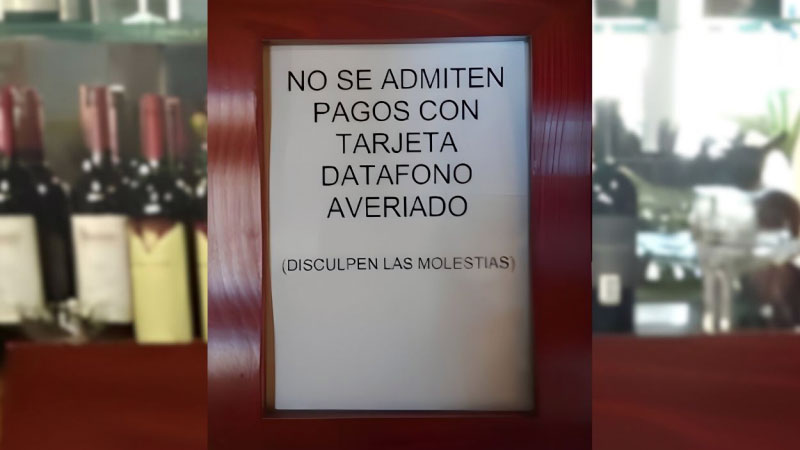 NO SE ADMITEN
PAGOS CON
TARJETA
DATAFONO
AVERIADO
(DISCULPEN LAS MOLESTIAS)